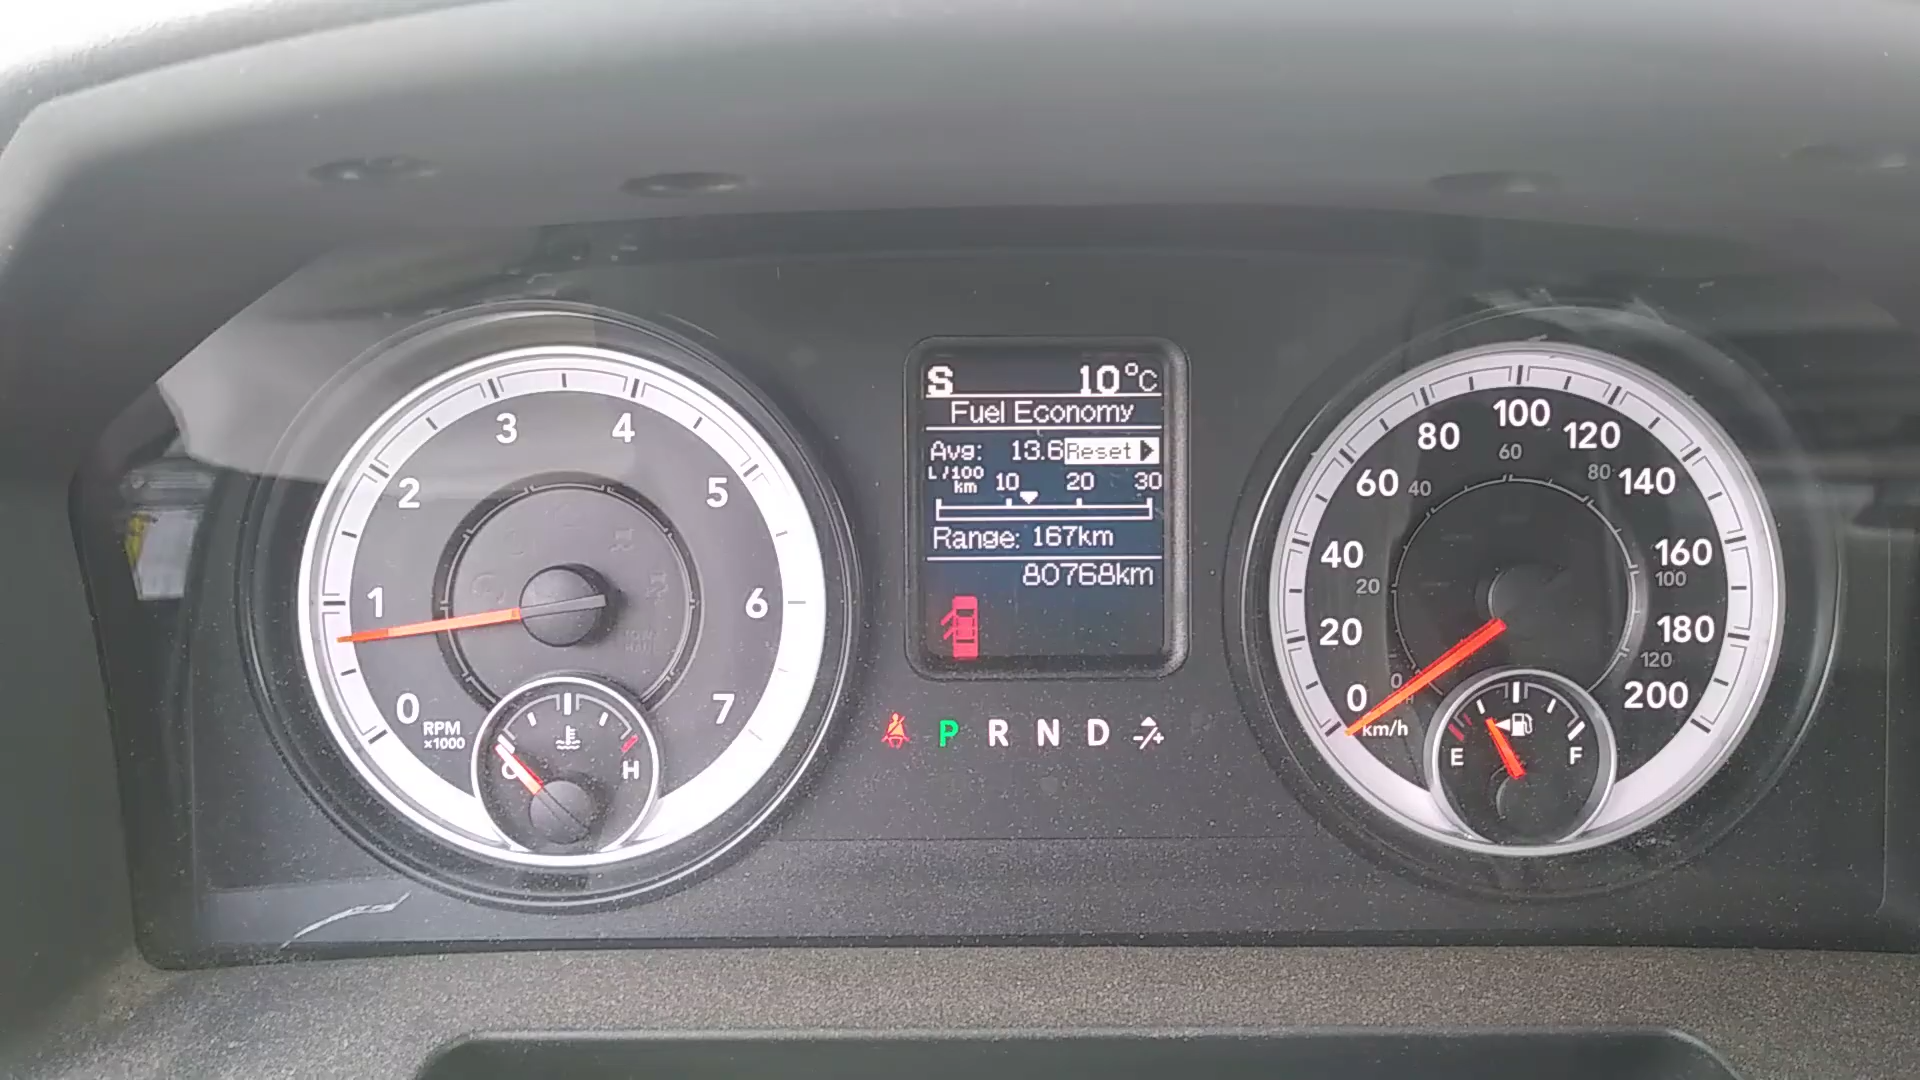 S 10°C
Fuel Economy
Avg: 13.6 Reset
L/100 km 10 20 30
Range: 167km
80768km
P R N D -/+
0 1 2 3 4 5 6 7
RPM
x1000
C H
0 20 40 60 80 100 120 140 160 180 200
0 20 40 60 80 100 120
km/h
E F